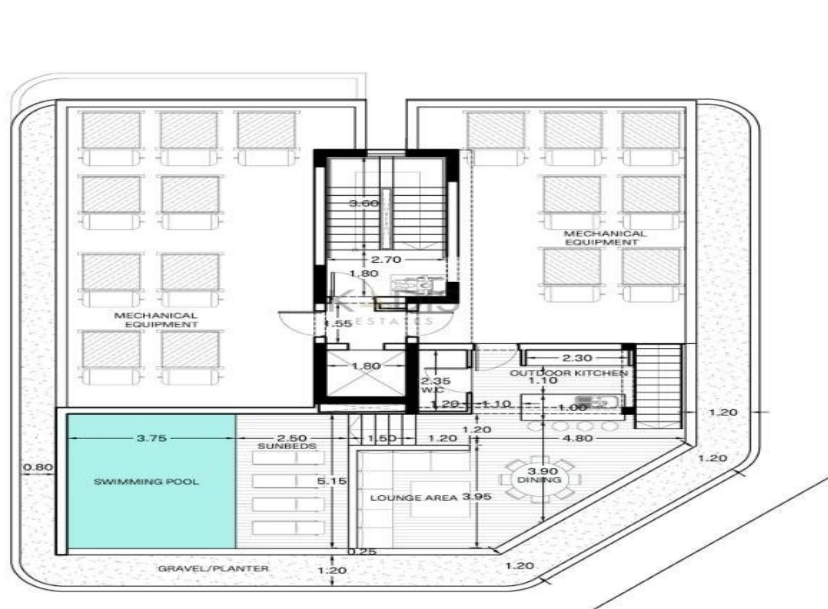 3.60
2.70
1.80
MECHANICAL
EQUIPMENT
ESTATES
MECHANICAL
EQUIPMENT
1.55
1.80
2.35
W.C
2.30
OUTDOOR KITCHEN
1.10
1.20
1.10
1.00
1.20
1.20
3.75
2.50
1.50
1.20
4.80
SUNBEDS
1.20
0.80
SWIMMING POOL
5.15
LOUNGE AREA
3.95
3.90
DINING
0.25
GRAVEL/PLANTER
1.20
1.20